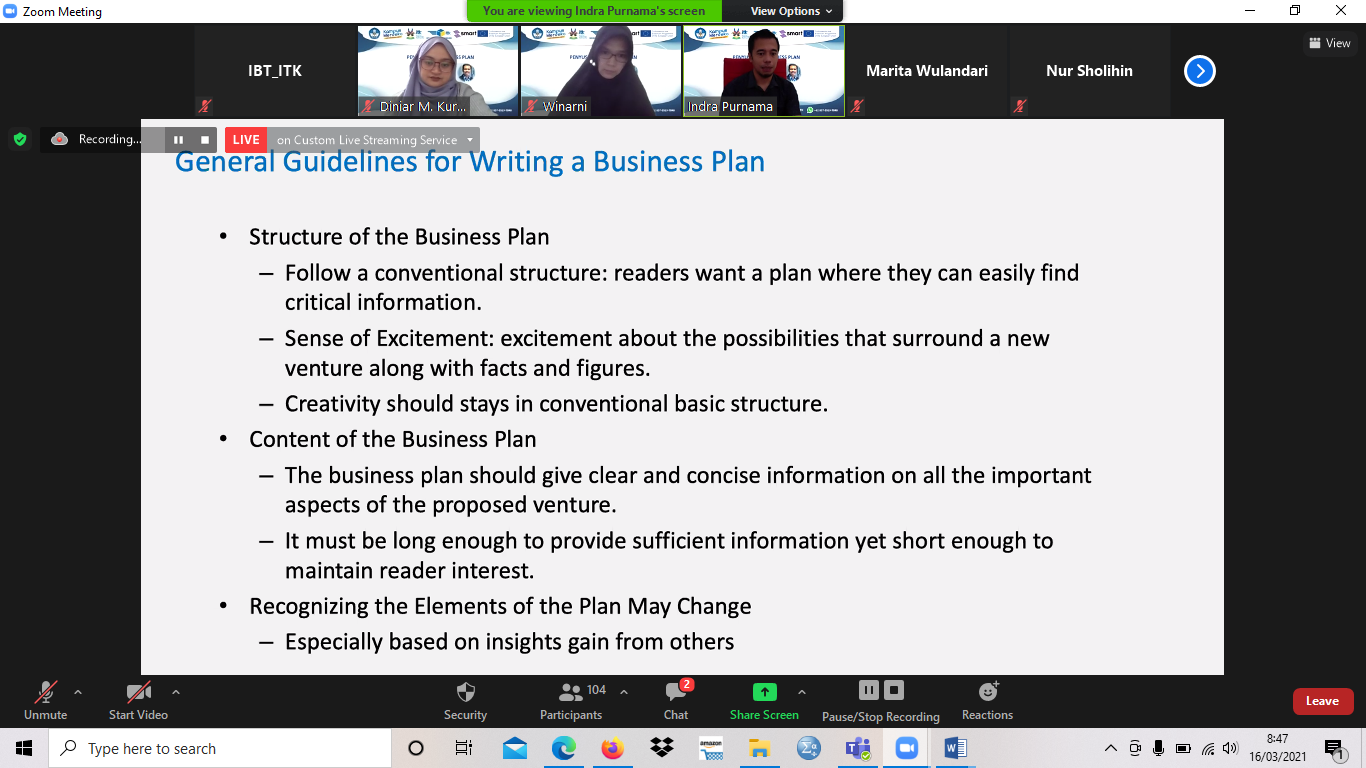 Zoom Meeting
You are viewing Indra Purnama's screen
View Options
View
IBT_ITK
Diniar M. Kur...
Winarni
Indra Purnama
Marita Wulandari
Nur Sholihin
Recording...
LIVE
on Custom Live Streaming Service
General Guidelines for Writing a Business Plan
• Structure of the Business Plan
– Follow a conventional structure: readers want a plan where they can easily find
critical information.
– Sense of Excitement: excitement about the possibilities that surround a new
venture along with facts and figures.
– Creativity should stays in conventional basic structure.
• Content of the Business Plan
– The business plan should give clear and concise information on all the important
aspects of the proposed venture.
– It must be long enough to provide sufficient information yet short enough to
maintain reader interest.
• Recognizing the Elements of the Plan May Change
– Especially based on insights gain from others
Unmute
Start Video
Security
104
Participants
2
Chat
Share Screen
Pause/Stop Recording
Reactions
Leave
Type here to search
amazon
8:47
16/03/2021
1